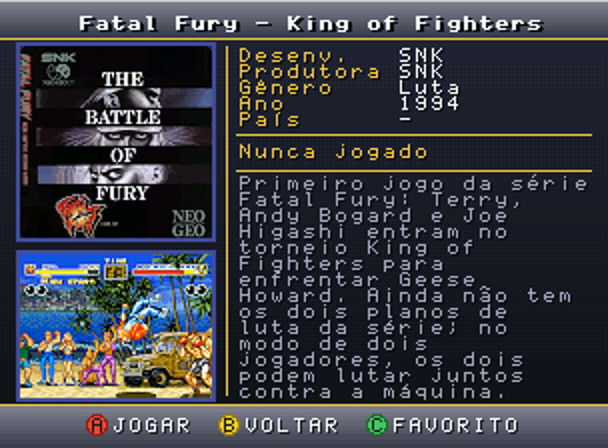 Fatal Fury - King of Fighters
SNK
THE
BATTLE
OF
FURY
NEO
GEO
FATAL FURY
TIME
Desenv. SNK
Produtora SNK
Gênero Luta
Ano 1994
País -
Nunca jogado
Primeiro jogo da série
Fatal Fury: Terry,
Andy Bogard e Joe
Higashi entram no
torneio King of
Fighters para
enfrentar Geese
Howard. Ainda não tem
os dois planos de
luta da série; no
modo de dois
jogadores, os dois
podem lutar juntos
contra a máquina.
A JOGAR B VOLTAR C FAVORITO